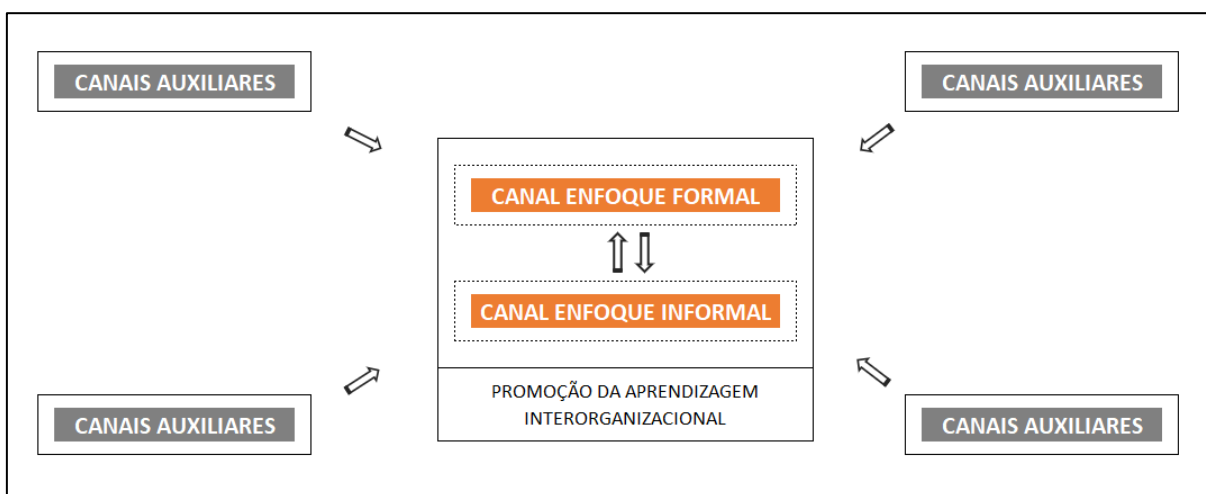 CANAIS AUXILIARES
CANAIS AUXILIARES
CANAL ENFOQUE FORMAL
CANAL ENFOQUE INFORMAL
PROMOÇÃO DA APRENDIZAGEM
INTERORGANIZACIONAL
CANAIS AUXILIARES
CANAIS AUXILIARES